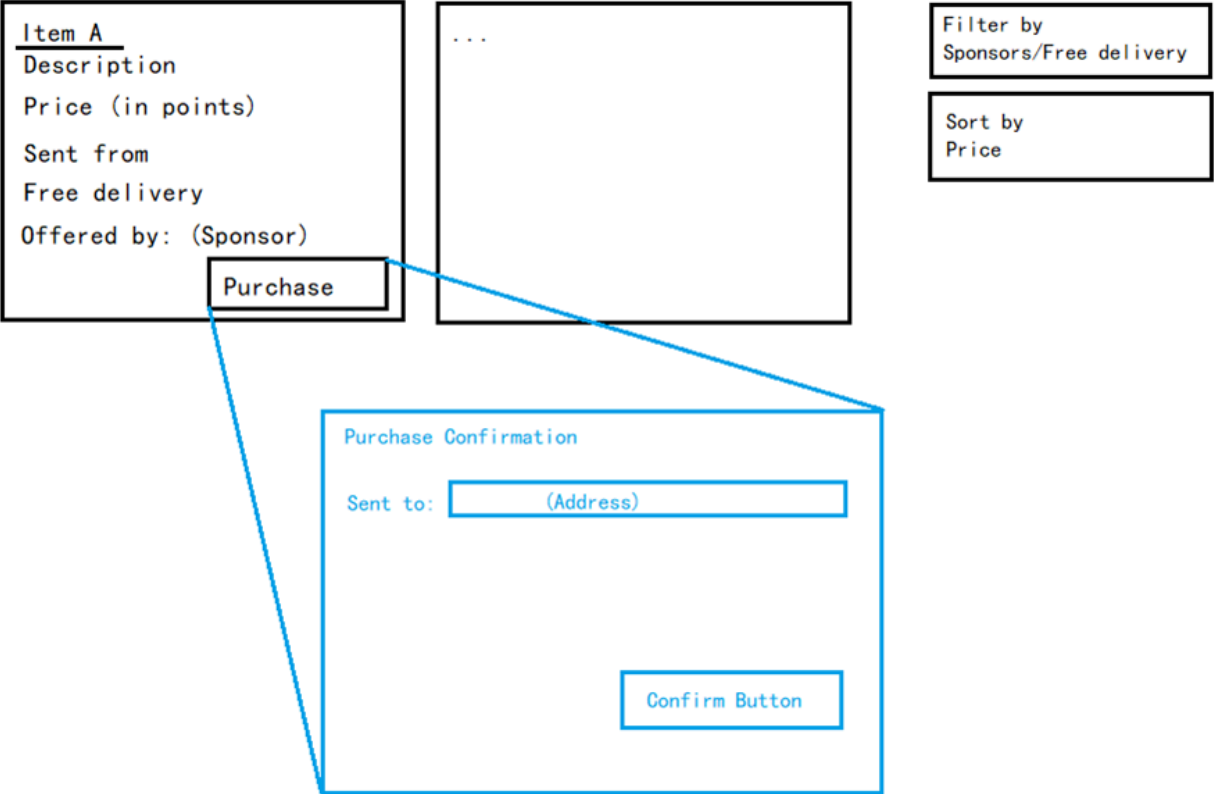 Item A
Description
Price (in points)
Sent from
Free delivery
Offered by: (Sponsor)
Purchase
...
Filter by
Sponsors/Free delivery
Sort by
Price
Purchase Confirmation
Sent to: (Address)
Confirm Button